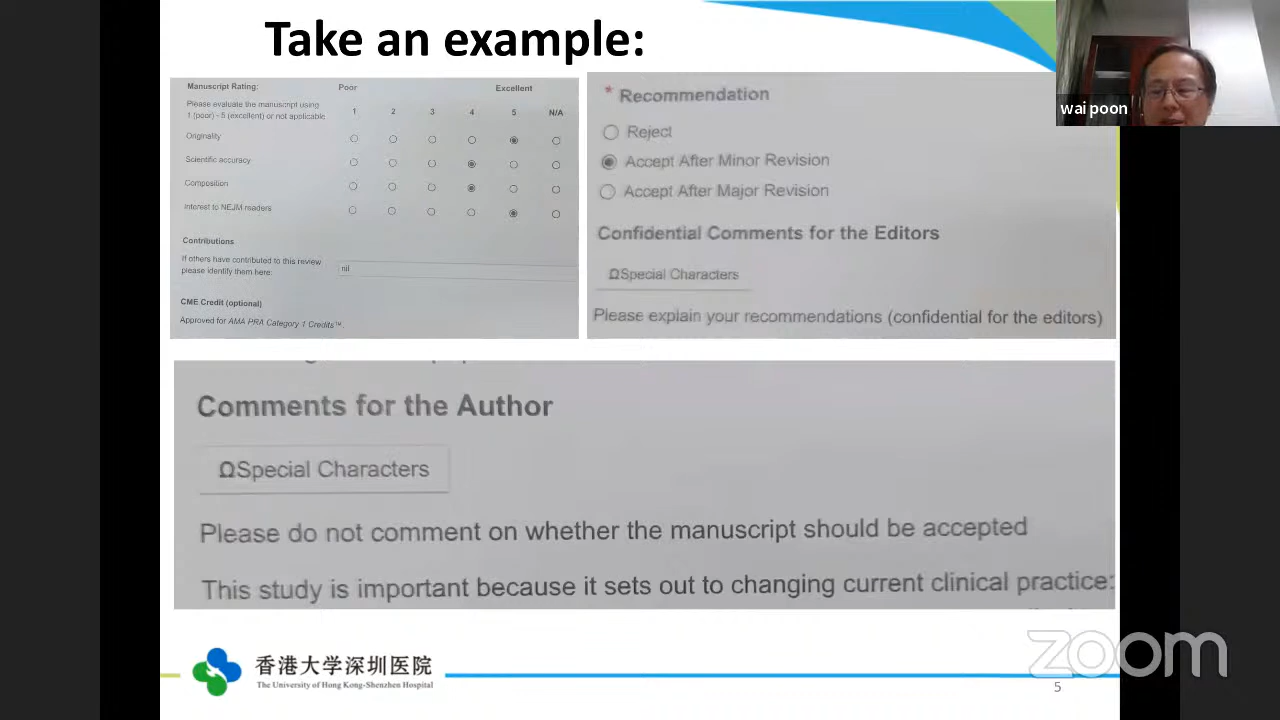 Take an example:
wai poon
Manuscript Rating: Poor Excellent
Please evaluate the manuscript using
1 (poor) - 5 (excellent) or not applicable
1 2 3 4 5 N/A
Originality
Scientific accuracy
Composition
Interest to NEJM readers
Contributions
If others have contributed to this review
please identify them here:
nil
CME Credit (optional)
Approved for AMA PRA Category 1 Credits™.
* Recommendation
Reject
Accept After Minor Revision
Accept After Major Revision
Confidential Comments for the Editors
ΩSpecial Characters
Please explain your recommendations (confidential for the editors)
Comments for the Author
ΩSpecial Characters
Please do not comment on whether the manuscript should be accepted
This study is important because it sets out to changing current clinical practice:
香港大学深圳医院
The University of Hong Kong-Shenzhen Hospital
zoom
5